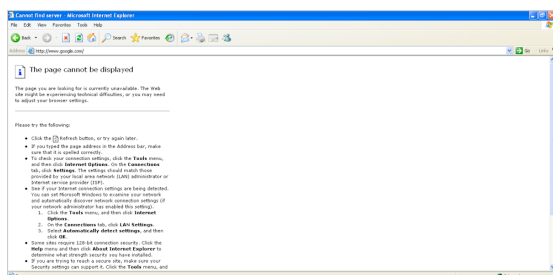 Cannot find server - Microsoft Internet Explorer
File Edit View Favorites Tools Help
Back Search Favorites
Address http://www.google.com/ Go Links
The page cannot be displayed
The page you are looking for is currently unavailable. The Web
site might be experiencing technical difficulties, or you may need
to adjust your browser settings.
Please try the following:
Click the Refresh button, or try again later.
If you typed the page address in the Address bar, make
sure that it is spelled correctly.
To check your connection settings, click the Tools menu,
and then click Internet Options. On the Connections
tab, click Settings. The settings should match those
provided by your local area network (LAN) administrator or
Internet service provider (ISP).
See if your Internet connection settings are being detected.
You can set Microsoft Windows to examine your network
and automatically discover network connection settings (if
your network administrator has enabled this setting).
1. Click the Tools menu, and then click Internet
Options.
2. On the Connections tab, click LAN Settings.
3. Select Automatically detect settings, and then
click OK.
Some sites require 128-bit connection security. Click the
Help menu and then click About Internet Explorer to
determine what strength security you have installed.
If you are trying to reach a secure site, make sure your
Security settings can support it. Click the Tools menu, and